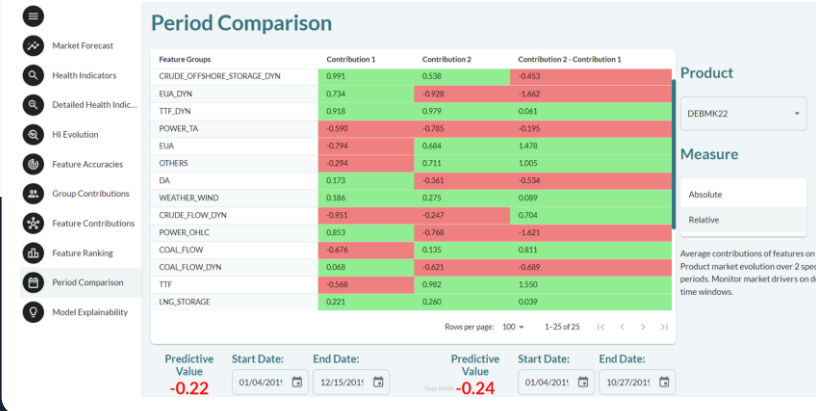 Period Comparison
Market Forecast
Health Indicators
Detailed Health Indic...
HI Evolution
Feature Accuracies
Group Contributions
Feature Contributions
Feature Ranking
Period Comparison
Model Explainability
Feature Groups Contribution 1 Contribution 2 Contribution 2 - Contribution 1
CRUDE_OFFSHORE_STORAGE_DYN 0.991 0.538 -0.453
EUA_DYN 0.734 -0.928 -1.662
TTF_DYN 0.918 0.979 0.061
POWER_TA -0.590 -0.785 -0.195
EUA -0.794 0.684 1.478
OTHERS -0.294 0.711 1.005
DA 0.173 -0.361 -0.534
WEATHER_WIND 0.186 0.275 0.089
CRUDE_FLOW_DYN -0.951 -0.247 0.704
POWER_OHLC 0.853 -0.768 -1.621
COAL_FLOW -0.676 0.135 0.811
COAL_FLOW_DYN 0.068 -0.621 -0.689
TTF -0.568 0.982 1.550
LNG_STORAGE 0.221 0.260 0.039
Rows per page: 100 1-25 of 25
Product
DEBMK22
Measure
Absolute
Relative
Average contributions of features on
Product market evolution over 2 spec
periods. Monitor market drivers on d
time windows.
Predictive Value
-0.22
Start Date:
01/04/201
End Date:
12/15/201
Predictive Value
-0.24
Start Date:
01/04/201
End Date:
10/27/201